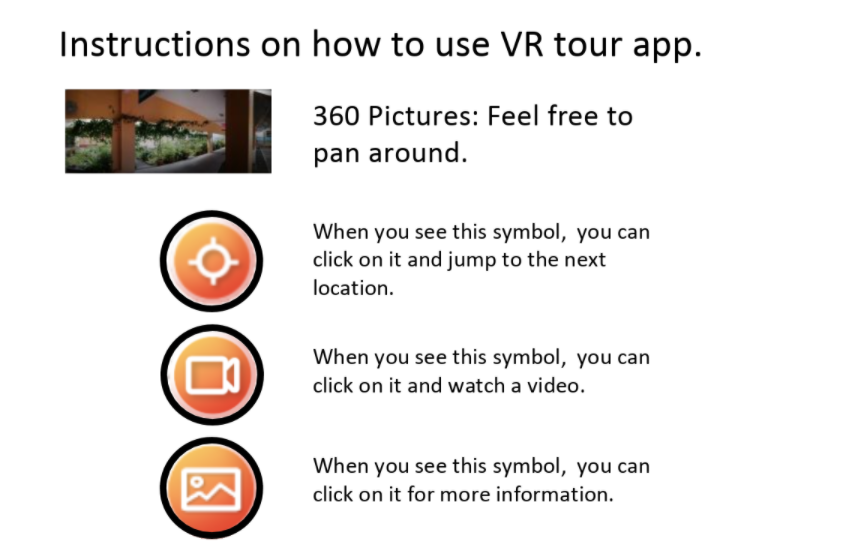 Instructions on how to use VR tour app.
360 Pictures: Feel free to
pan around.
When you see this symbol,  you can
click on it and jump to the next
location.
When you see this symbol,  you can
click on it and watch a video.
When you see this symbol,  you can
click on it for more information.